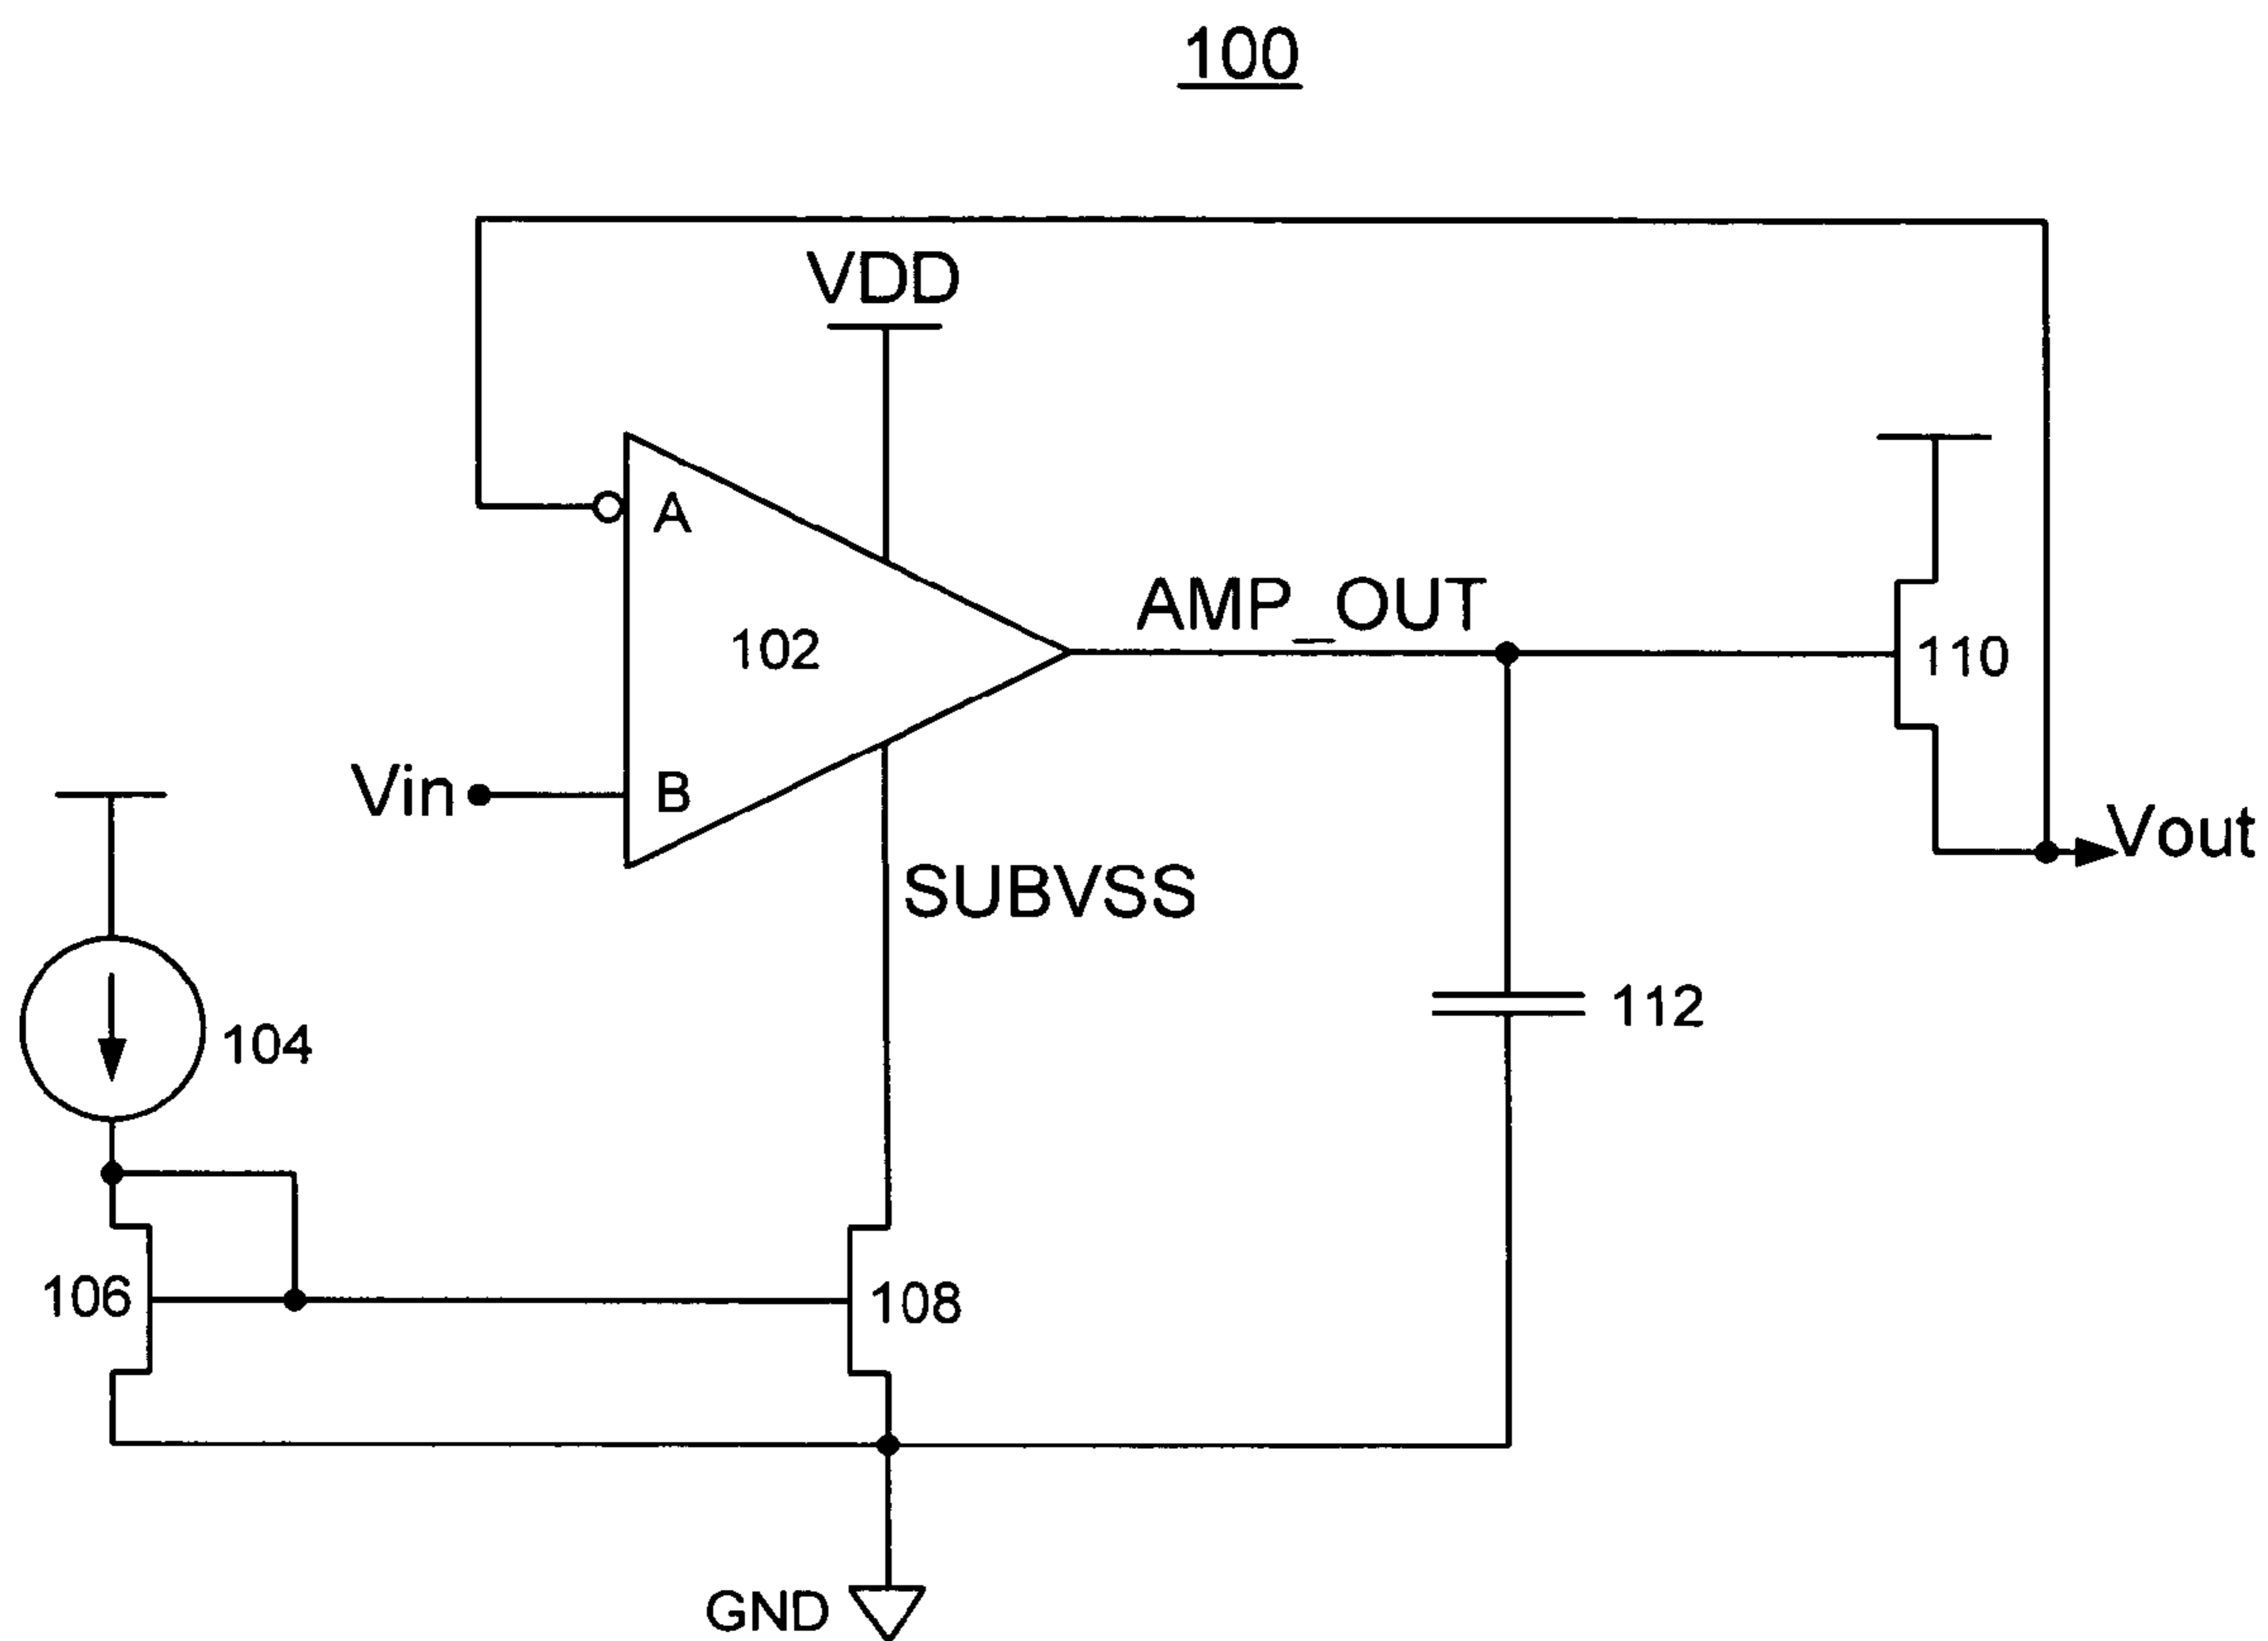 100
VDD
A
AMP_OUT
102
110
Vin
B
Vout
SUBVSS
112
104
106
108
GND